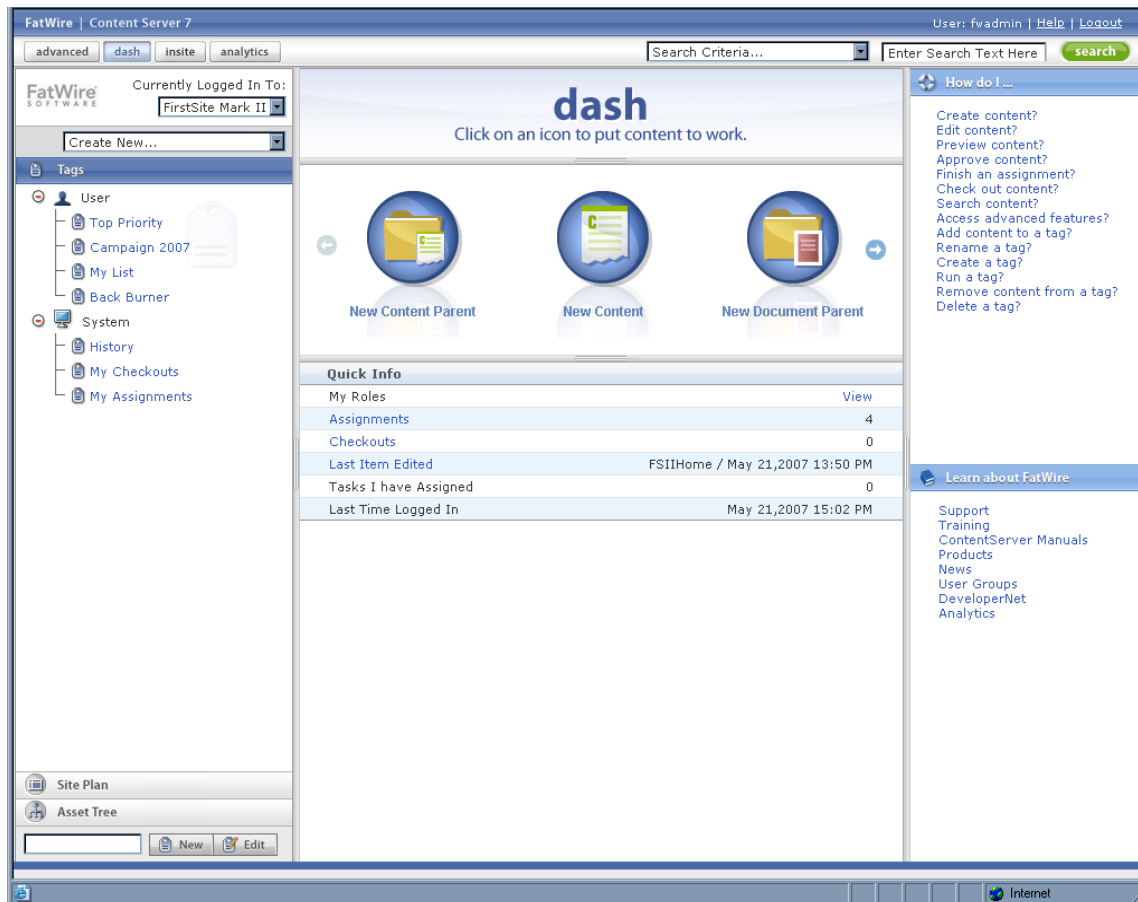 FatWire | Content Server 7
User: fwadmin | Help | Logout
advanced
dash
insite
analytics
Search Criteria...
Enter Search Text Here
search
FatWire
SOFTWARE
Currently Logged In To:
FirstSite Mark II
Create New...
Tags
User
Top Priority
Campaign 2007
My List
Back Burner
System
History
My Checkouts
My Assignments
Site Plan
Asset Tree
New
Edit
dash
Click on an icon to put content to work.
New Content Parent
New Content
New Document Parent
Quick Info
My Roles View
Assignments 4
Checkouts 0
Last Item Edited FSIIHome / May 21,2007 13:50 PM
Tasks I have Assigned 0
Last Time Logged In May 21,2007 15:02 PM
How do I ...
Create content?
Edit content?
Preview content?
Approve content?
Finish an assignment?
Check out content?
Search content?
Access advanced features?
Add content to a tag?
Rename a tag?
Create a tag?
Run a tag?
Remove content from a tag?
Delete a tag?
Learn about FatWire
Support
Training
ContentServer Manuals
Products
News
User Groups
DeveloperNet
Analytics
Internet